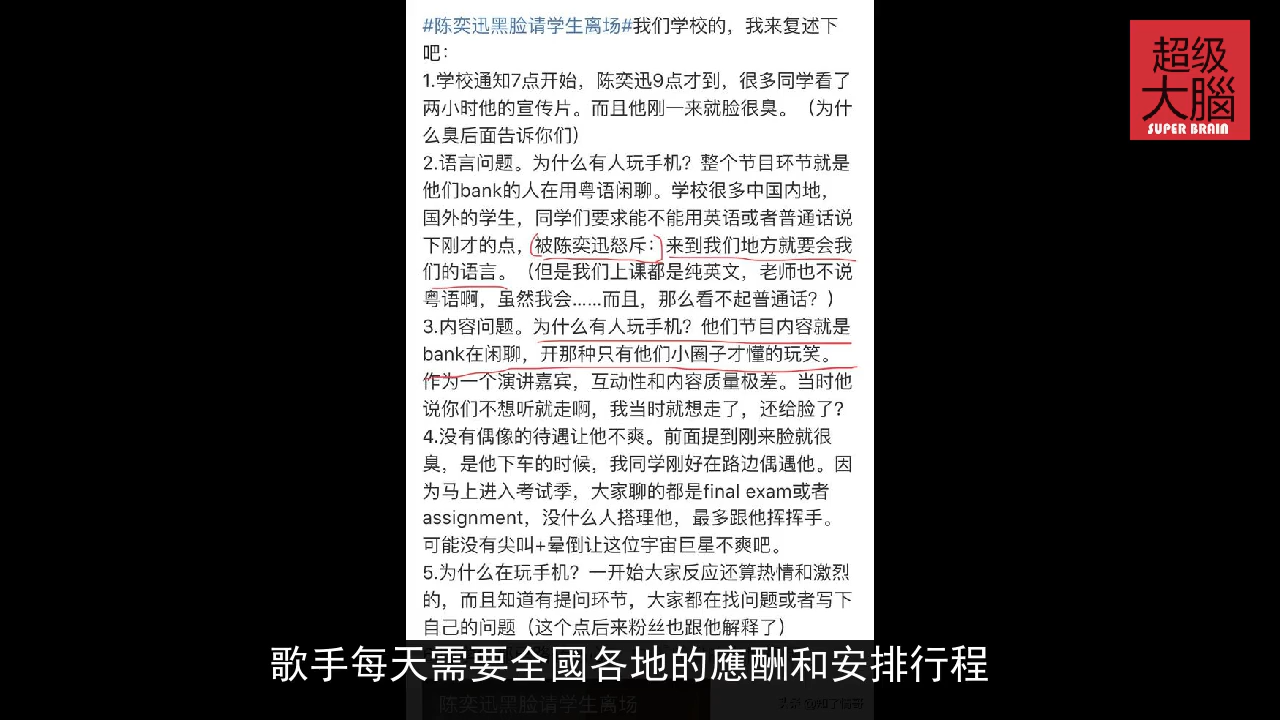 #陈奕迅黑脸请学生离场#我们学校的，我来复述下
吧：
1.学校通知7点开始，陈奕迅9点才到，很多同学看了
两小时他的宣传片。而且他刚一来就脸很臭。（为什
么臭后面告诉你们）
2.语言问题。为什么有人玩手机？整个节目环节就是
他们bank的人在用粤语闲聊。学校很多中国内地，
国外的学生，同学们要求能不能用英语或者普通话说
下刚才的点，被陈奕迅怒斥：来到我们地方就要会我
们的语言。（但是我们上课都是纯英文，老师也不说
粤语啊，虽然我会……而且，那么看不起普通话？）
3.内容问题。为什么有人玩手机？他们节目内容就是
bank在闲聊，开那种只有他们小圈子才懂的玩笑。
作为一个演讲嘉宾，互动性和内容质量极差。当时他
说你们不想听就走啊，我当时就想走了，还给脸了？
4.没有偶像的待遇让他不爽。前面提到刚来脸就很
臭，是他下车的时候，我同学刚好在路边偶遇他。因
为马上进入考试季，大家聊的都是final exam或者
assignment，没什么人搭理他，最多跟他挥挥手。
可能没有尖叫+晕倒让这位宇宙巨星不爽吧。
5.为什么在玩手机？一开始大家反应还算热情和激烈
的，而且知道有提问环节，大家都在找问题或者写下
自己的问题（这个点后来粉丝也跟他解释了）
超级
大腦
SUPER BRAIN
歌手每天需要全國各地的應酬和安排行程
陈奕迅黑脸请学生离场